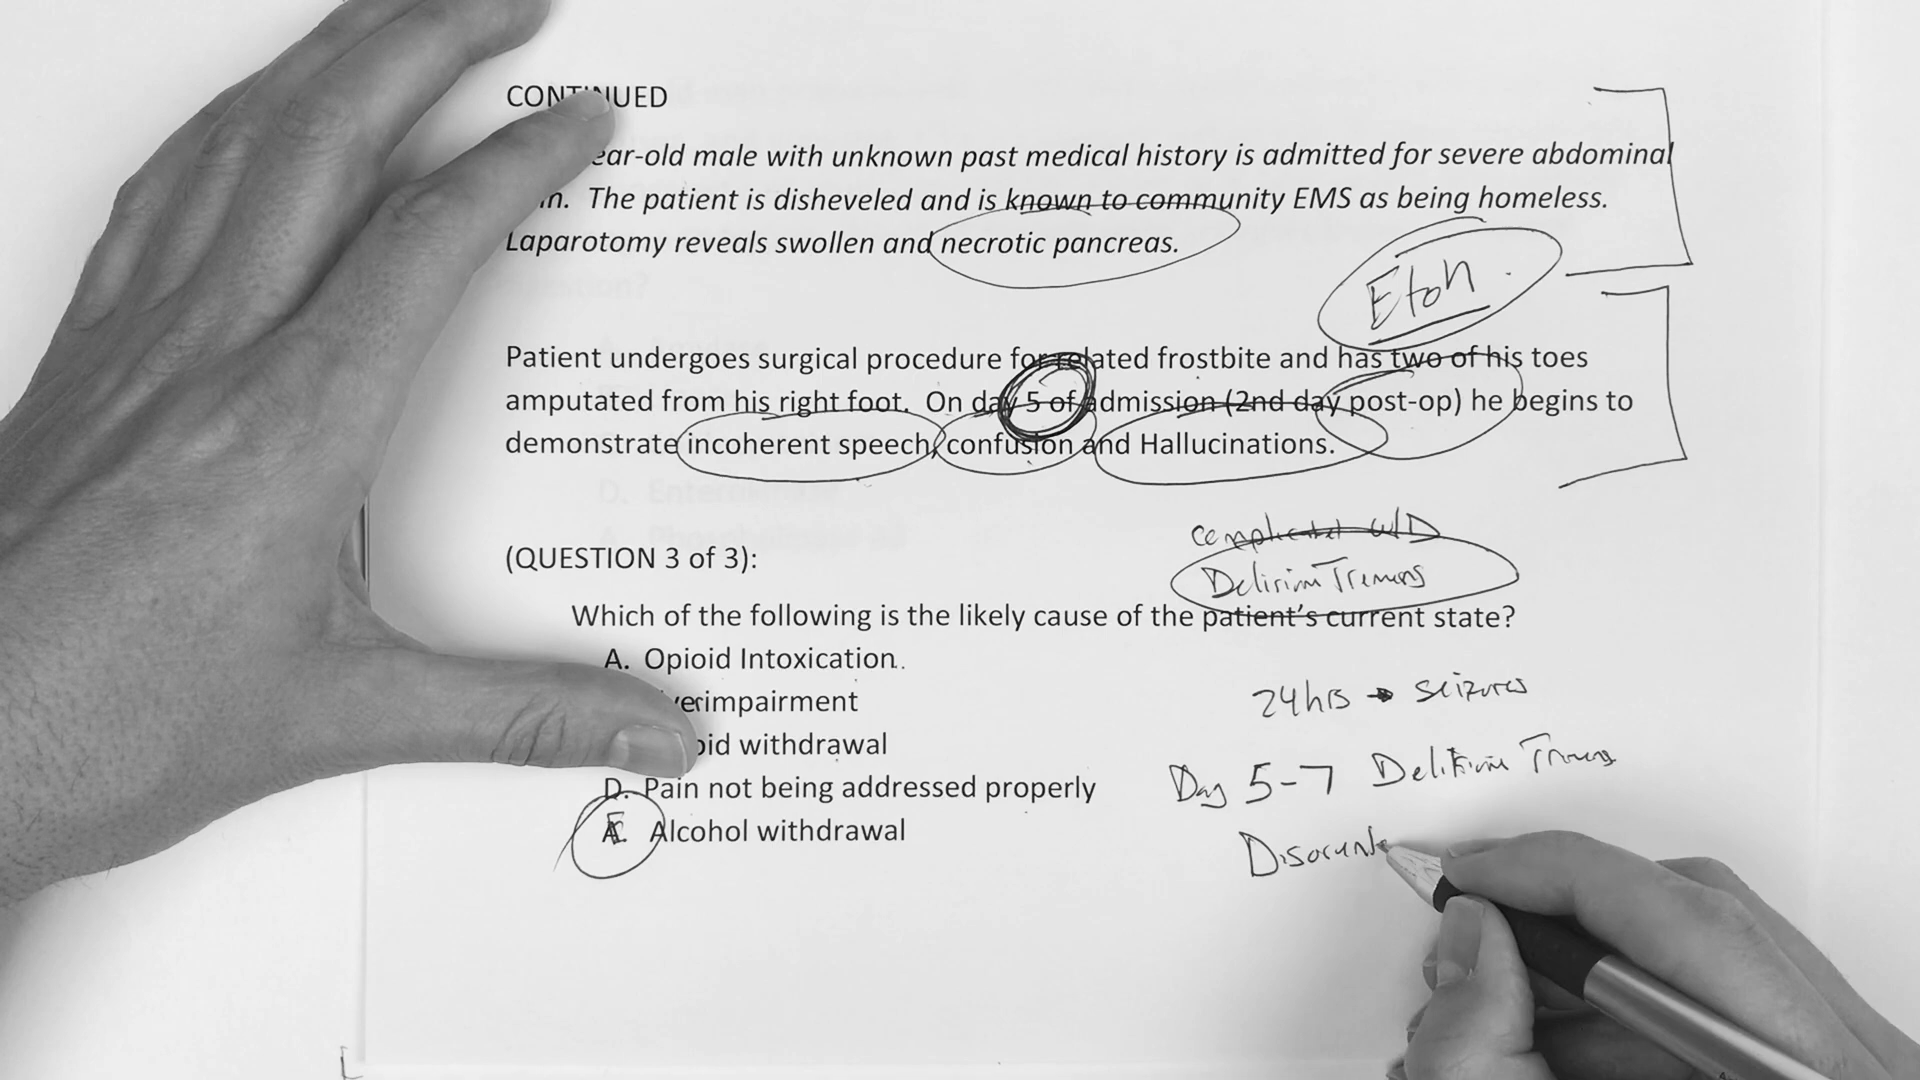 CONTINUED
ear-old male with unknown past medical history is admitted for severe abdominal
in. The patient is disheveled and is known to community EMS as being homeless.
Laparotomy reveals swollen and necrotic pancreas.
Etoh
Patient undergoes surgical procedure for related frostbite and has two of his toes
amputated from his right foot. On day 5 of admission (2nd day post-op) he begins to
demonstrate incoherent speech, confusion and Hallucinations.
complicated W/D
(QUESTION 3 of 3):
Delirium Tremens
Which of the following is the likely cause of the patient's current state?
A. Opioid Intoxication.
verimpairment
24hrs → seizures
oid withdrawal
D. Pain not being addressed properly
Day 5-7 Delirium Tremens
E. Alcohol withdrawal